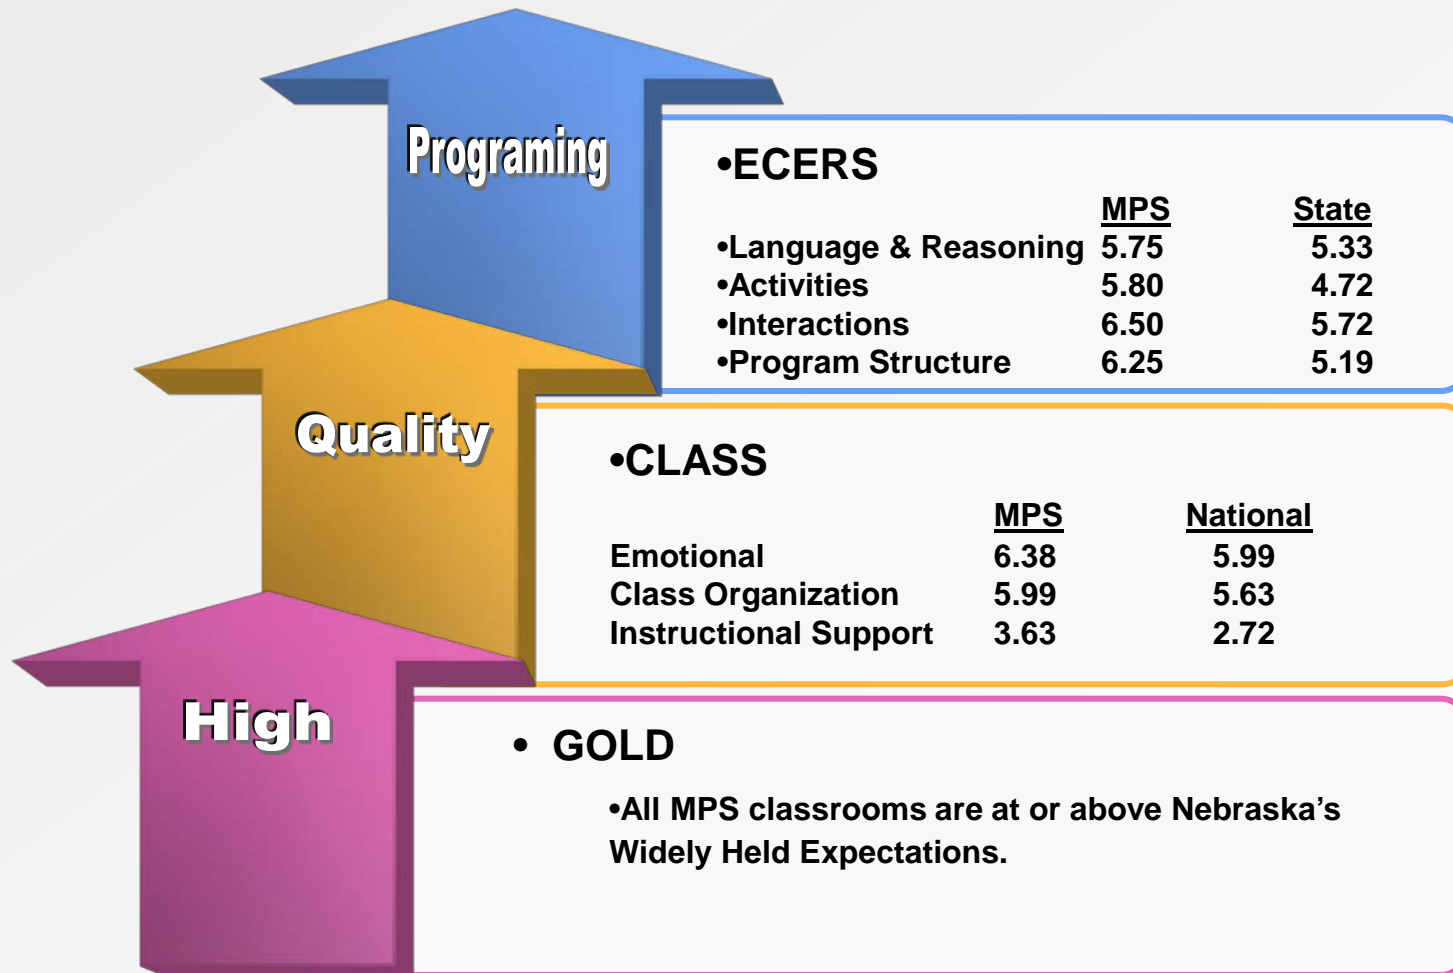 Programing
•ECERS
MPS State
•Language & Reasoning 5.75 5.33
•Activities 5.80 4.72
•Interactions 6.50 5.72
•Program Structure 6.25 5.19
Quality
•CLASS
MPS National
Emotional 6.38 5.99
Class Organization 5.99 5.63
Instructional Support 3.63 2.72
High
• GOLD
•All MPS classrooms are at or above Nebraska’s
Widely Held Expectations.